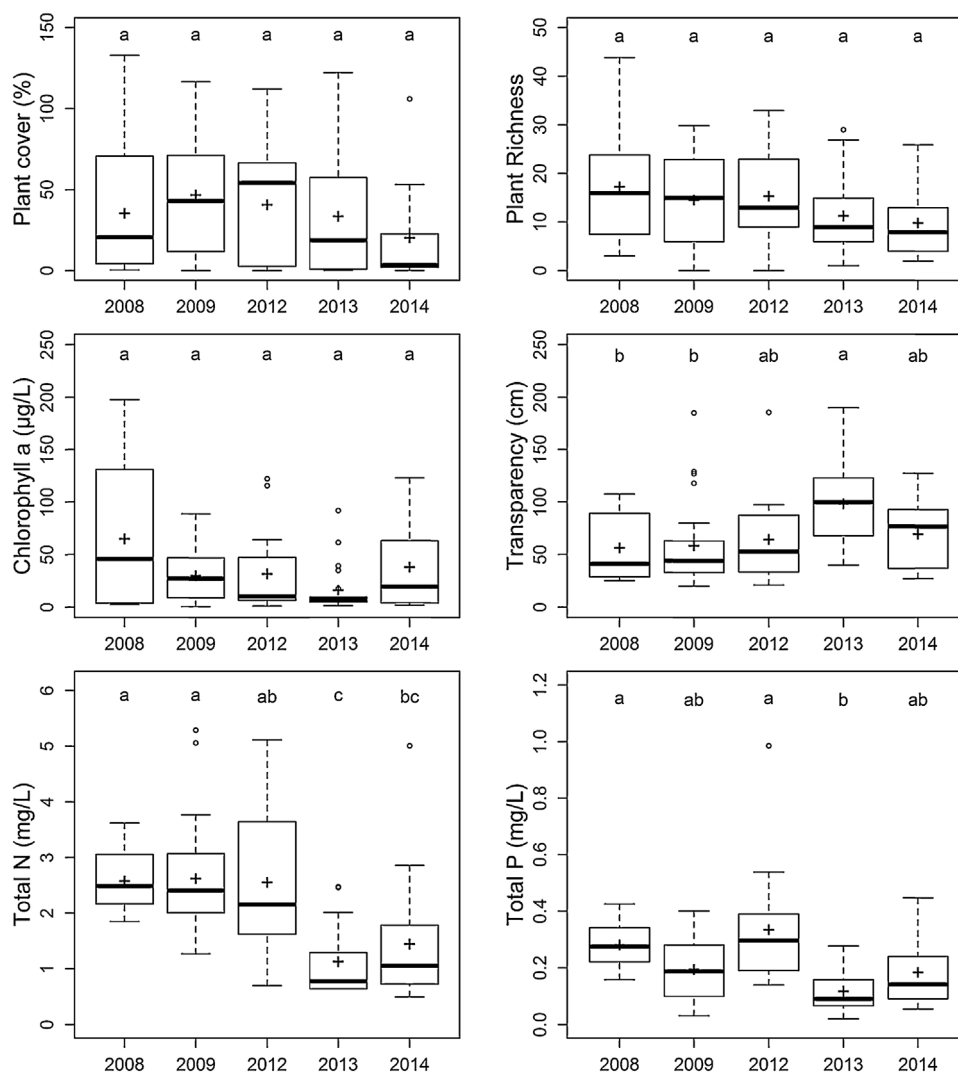 Plant cover (%)
150
100
50
0
a a a a a
2008 2009 2012 2013 2014
Plant Richness
50
40
30
20
10
0
a a a a a
2008 2009 2012 2013 2014
Chlorophyll a (µg/L)
250
200
150
100
50
0
a a a a a
2008 2009 2012 2013 2014
Transparency (cm)
250
200
150
100
50
0
b b ab a ab
2008 2009 2012 2013 2014
Total N (mg/L)
6
5
4
3
2
1
0
a a ab c bc
2008 2009 2012 2013 2014
Total P (mg/L)
1.2
1.0
0.8
0.6
0.4
0.2
0.0
a ab a b ab
2008 2009 2012 2013 2014